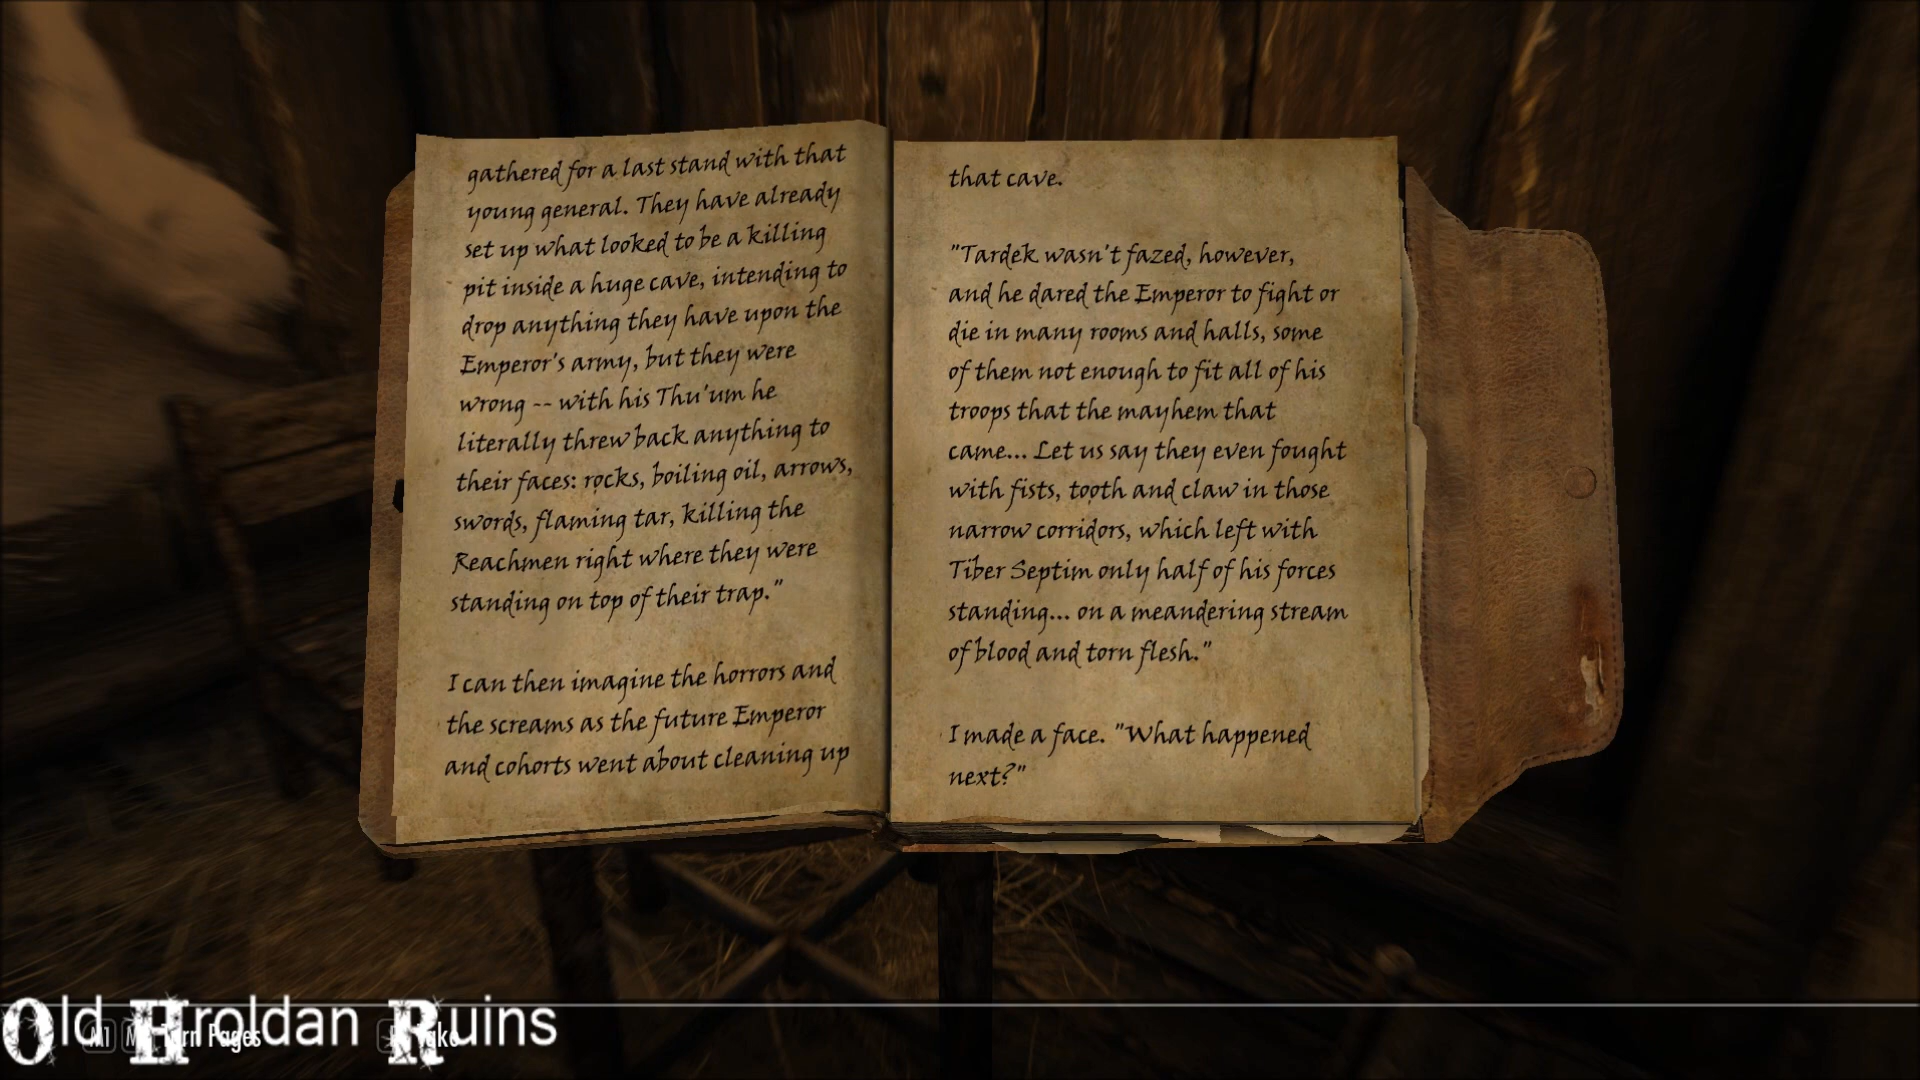 gathered for a last stand with that
young general. They have already
set up what looked to be a killing
pit inside a huge cave, intending to
drop anything they have upon the
Emperor's army, but they were
wrong -- with his Thu'um he
literally threw back anything to
their faces: rocks, boiling oil, arrows,
swords, flaming tar, killing the
Reachmen right where they were
standing on top of their trap."
I can then imagine the horrors and
the screams as the future Emperor
and cohorts went about cleaning up
that cave.
"Tardek wasn't fazed, however,
and he dared the Emperor to fight or
die in many rooms and halls, some
of them not enough to fit all of his
troops that the mayhem that
came... Let us say they even fought
with fists, tooth and claw in those
narrow corridors, which left with
Tiber Septim only half of his forces
standing... on a meandering stream
of blood and torn flesh."
I made a face. "What happened
next?"
Old Hroldan Ruins
Turn Pages